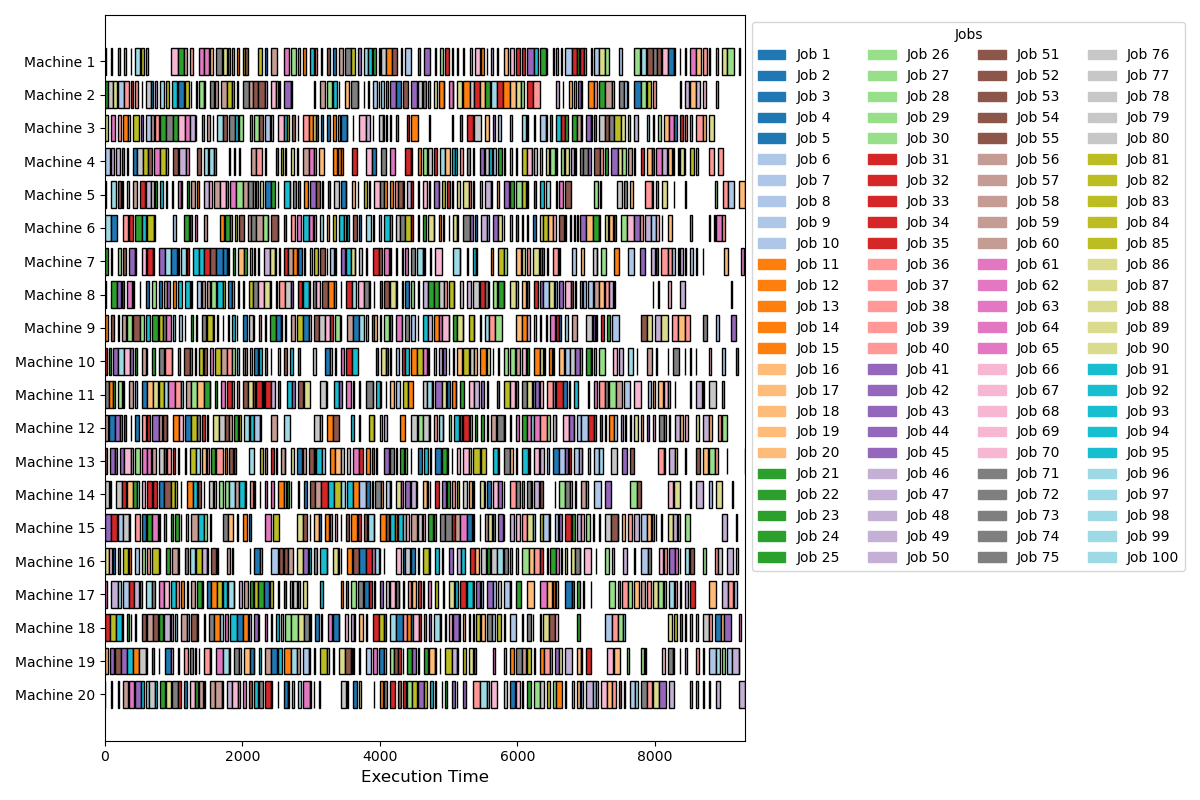 Machine 1
Machine 2
Machine 3
Machine 4
Machine 5
Machine 6
Machine 7
Machine 8
Machine 9
Machine 10
Machine 11
Machine 12
Machine 13
Machine 14
Machine 15
Machine 16
Machine 17
Machine 18
Machine 19
Machine 20
0 2000 4000 6000 8000
Execution Time
Jobs
Job 1 Job 26 Job 51 Job 76
Job 2 Job 27 Job 52 Job 77
Job 3 Job 28 Job 53 Job 78
Job 4 Job 29 Job 54 Job 79
Job 5 Job 30 Job 55 Job 80
Job 6 Job 31 Job 56 Job 81
Job 7 Job 32 Job 57 Job 82
Job 8 Job 33 Job 58 Job 83
Job 9 Job 34 Job 59 Job 84
Job 10 Job 35 Job 60 Job 85
Job 11 Job 36 Job 61 Job 86
Job 12 Job 37 Job 62 Job 87
Job 13 Job 38 Job 63 Job 88
Job 14 Job 39 Job 64 Job 89
Job 15 Job 40 Job 65 Job 90
Job 16 Job 41 Job 66 Job 91
Job 17 Job 42 Job 67 Job 92
Job 18 Job 43 Job 68 Job 93
Job 19 Job 44 Job 69 Job 94
Job 20 Job 45 Job 70 Job 95
Job 21 Job 46 Job 71 Job 96
Job 22 Job 47 Job 72 Job 97
Job 23 Job 48 Job 73 Job 98
Job 24 Job 49 Job 74 Job 99
Job 25 Job 50 Job 75 Job 100